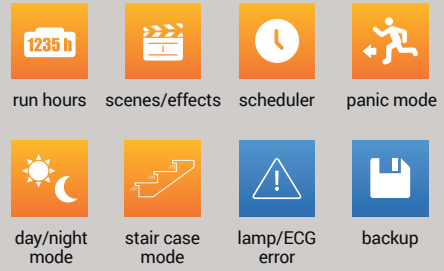 1235 h
run hours
scenes/effects
scheduler
panic mode
day/night
mode
stair case
mode
lamp/ECG
error
backup